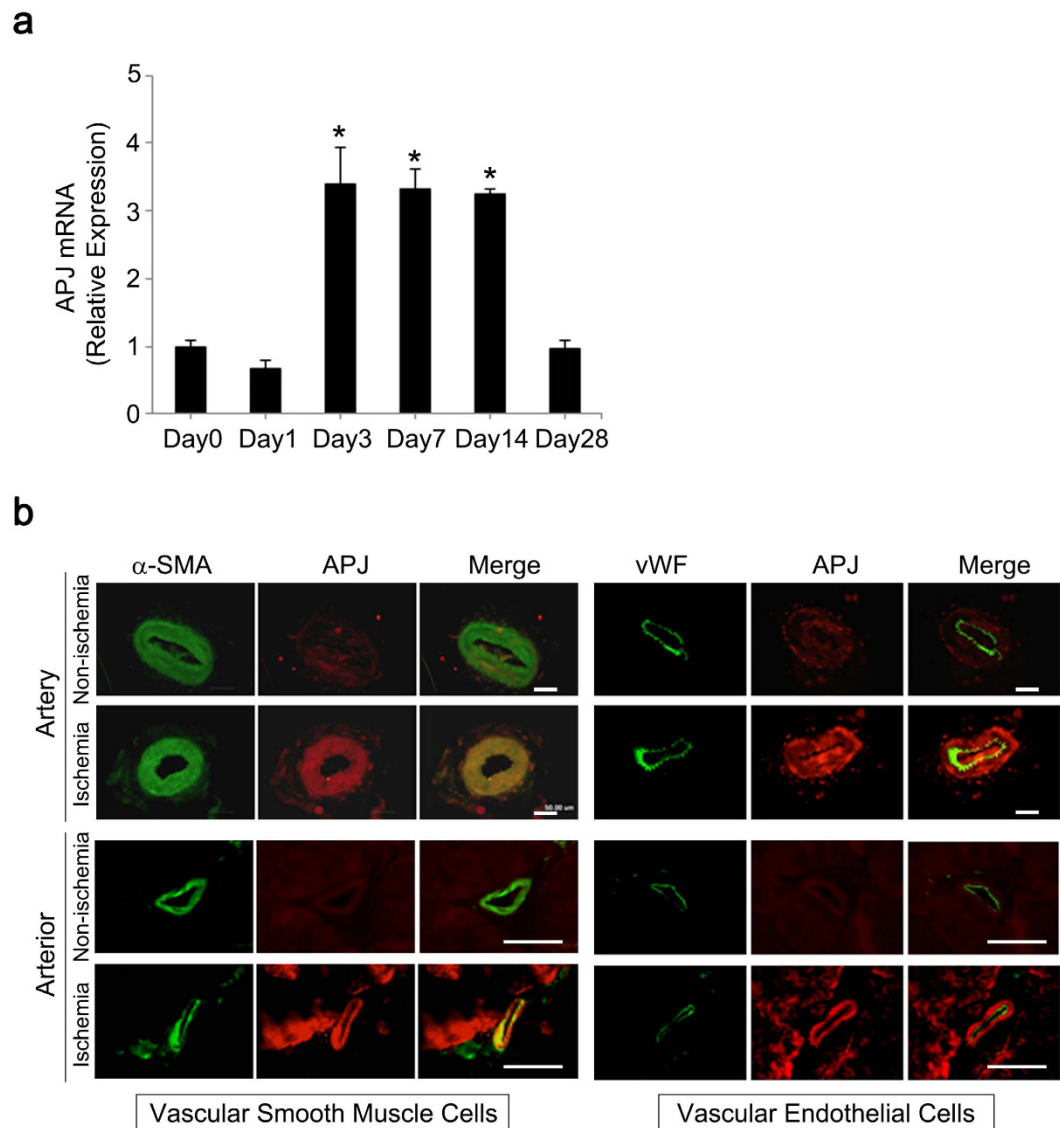 a
5
4
3
2
1
0
APJ mRNA
(Relative Expression)
* * *
Day0 Day1 Day3 Day7 Day14 Day28
b
α-SMA APJ Merge vWF APJ Merge
Artery
Non-ischemia
Ischemia
50.00 um
Arterior
Non-ischemia
Ischemia
Vascular Smooth Muscle Cells Vascular Endothelial Cells